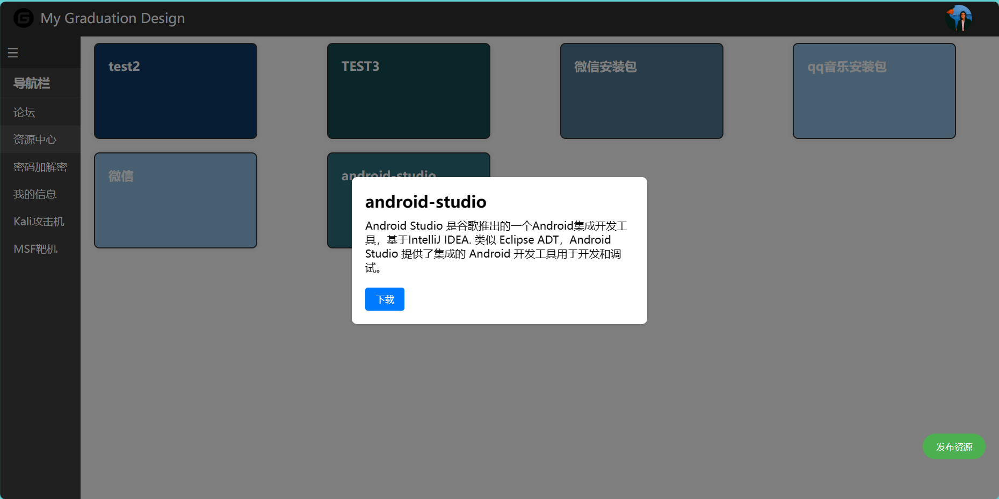 My Graduation Design
☰
导航栏
论坛
资源中心
密码加解密
我的信息
Kali攻击机
MSF靶机
test2
TEST3
微信安装包
qq音乐安装包
微信
android-studio
android-studio
Android Studio 是谷歌推出的一个Android集成开发工
具，基于IntelliJ IDEA. 类似 Eclipse ADT，Android
Studio 提供了集成的 Android 开发工具用于开发和调
试。
下载
发布资源